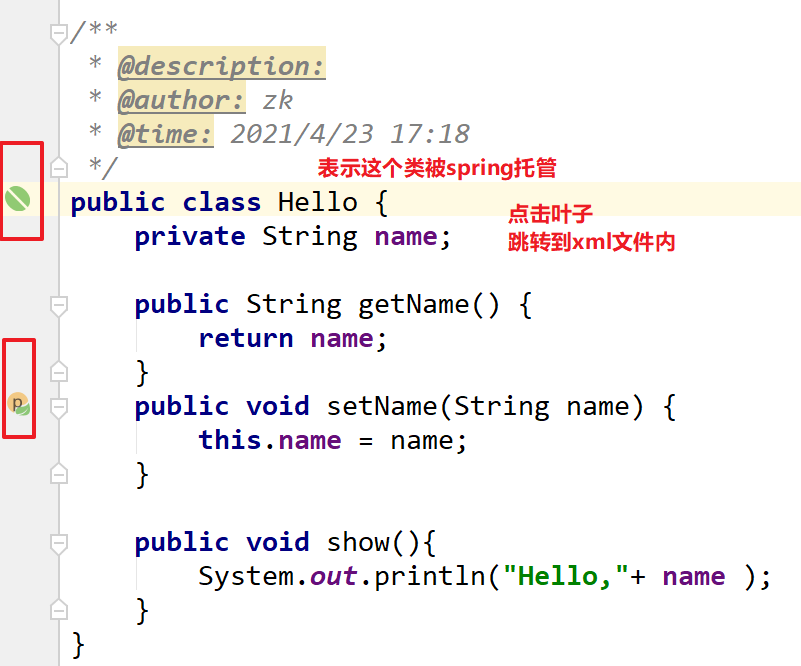 /**
 * @description:
 * @author: zk
 * @time: 2021/4/23 17:18
 */
表示这个类被spring托管
public class Hello {
点击叶子
    private String name;
跳转到xml文件内
    public String getName() {
        return name;
    }
p
    public void setName(String name) {
        this.name = name;
    }
    public void show(){
        System.out.println("Hello,"+ name );
    }
}